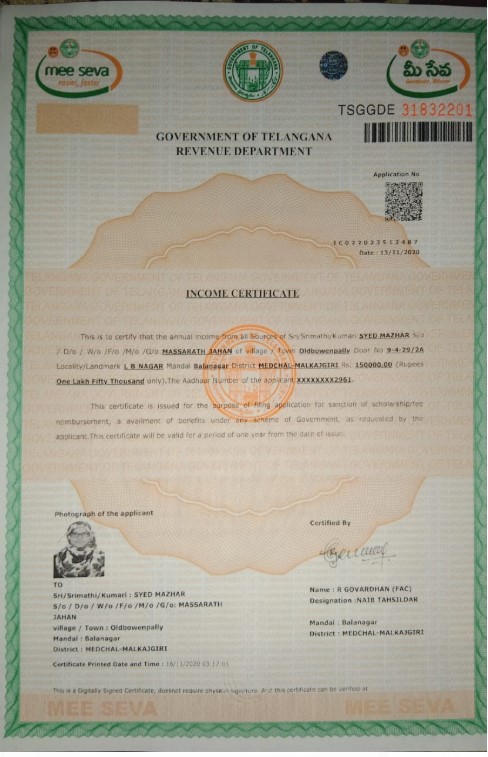 mee seva
మీ సేవ
GOVERNMENT OF TELANGANA
TSGGDE 31832201
GOVERNMENT OF TELANGANA
REVENUE DEPARTMENT
Application No
IC027023512487
Date : 13/11/2020
INCOME CERTIFICATE
This is to certify that the annual income from all Sources of Sri/Srimathi/Kumari SYED MAZHAR S/o
/ D/o / W/o /F/o /M/o /G/o MASSARATH JAHAN of village / Town Oldbowenpally Door No 9-4-29/2A
Locality/Landmark L B NAGAR Mandal Balanagar District MEDCHAL-MALKAJGIRI Rs. 150000.00 (Rupees
One Lakh Fifty Thousand only).The Aadhaar Number of the applicant XXXXXXXX2961.
This certificate is issued for the purpose of filing application for sanction of scholarship/fee
reimbursement, a availment of benefits under any scheme of Government, as requested by the
applicant.This certificate will be valid for a period of one year from the date of issue.
Photograph of the applicant
Certified By
TO
Sri/Srimathi/Kumari : SYED MAZHAR
S/o / D/o / W/o /F/o /M/o /G/o: MASSARATH
JAHAN
village / Town : Oldbowenpally
Mandal : Balanagar
District : MEDCHAL-MALKAJGIRI
Name : R GOVARDHAN (FAC)
Designation :NAIB TAHSILDAR
Mandal : Balanagar
District : MEDCHAL-MALKAJGIRI
Certificate Printed Date and Time : 16/11/2020
This is a Digitally Signed Certificate, doesnot require physical signature. And this certificate can be verified at
MEE SEVA
MEE SEVA